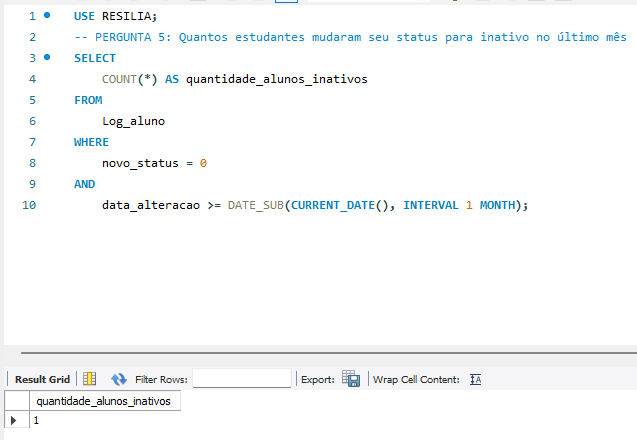 1 USE RESILIA;
2 -- PERGUNTA 5: Quantos estudantes mudaram seu status para inativo no último mês
3 SELECT
4 COUNT(*) AS quantidade_alunos_inativos
5 FROM
6 Log_aluno
7 WHERE
8 novo_status = 0
9 AND
10 data_alteracao >= DATE_SUB(CURRENT_DATE(), INTERVAL 1 MONTH);
Result Grid Filter Rows: Export: Wrap Cell Content: IA
quantidade_alunos_inativos
1